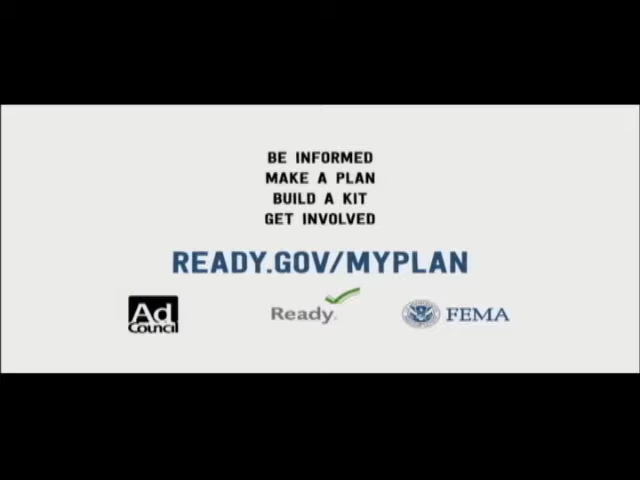 BE INFORMED
MAKE A PLAN
BUILD A KIT
GET INVOLVED
READY.GOV/MYPLAN
Ad Council
Ready
FEMA